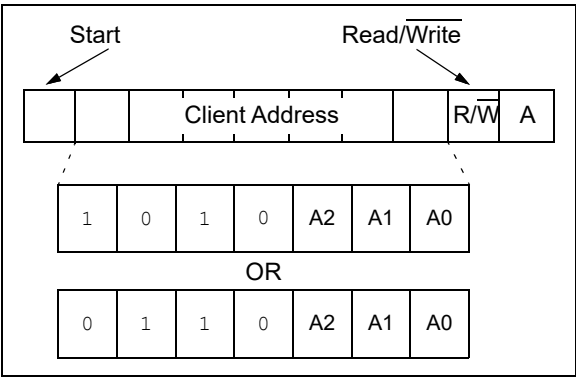 Start Read/Write
Client Address R/W A
1 0 1 0 A2 A1 A0
OR
0 1 1 0 A2 A1 A0